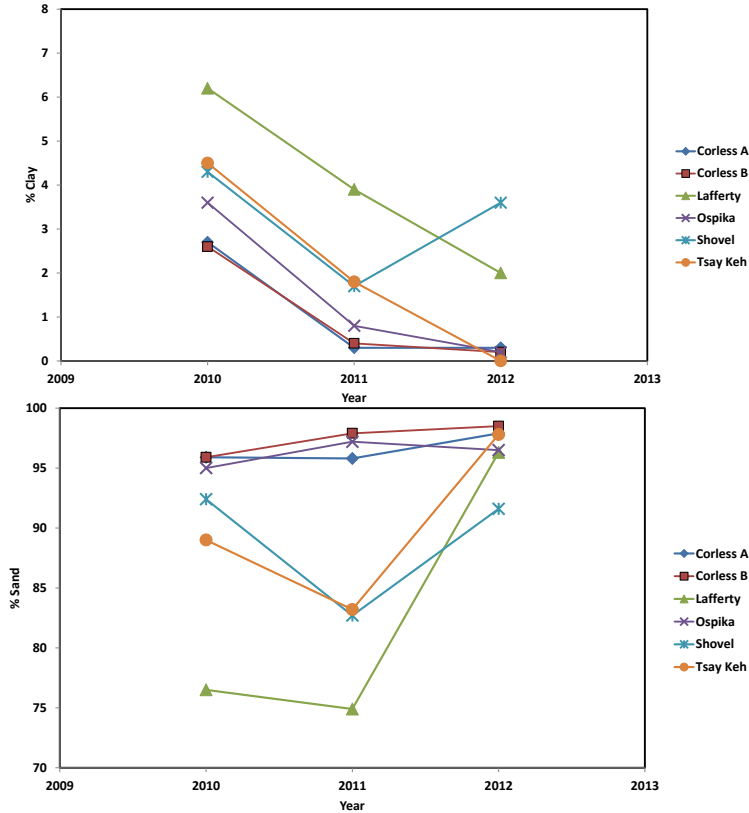 8
7
6
5
4
3
2
1
0
% Clay
2009
2010
2011
2012
2013
Year
Corless A
Corless B
Lafferty
Ospika
Shovel
Tsay Keh
100
95
90
85
80
75
70
% Sand
2009
2010
2011
2012
2013
Year
Corless A
Corless B
Lafferty
Ospika
Shovel
Tsay Keh